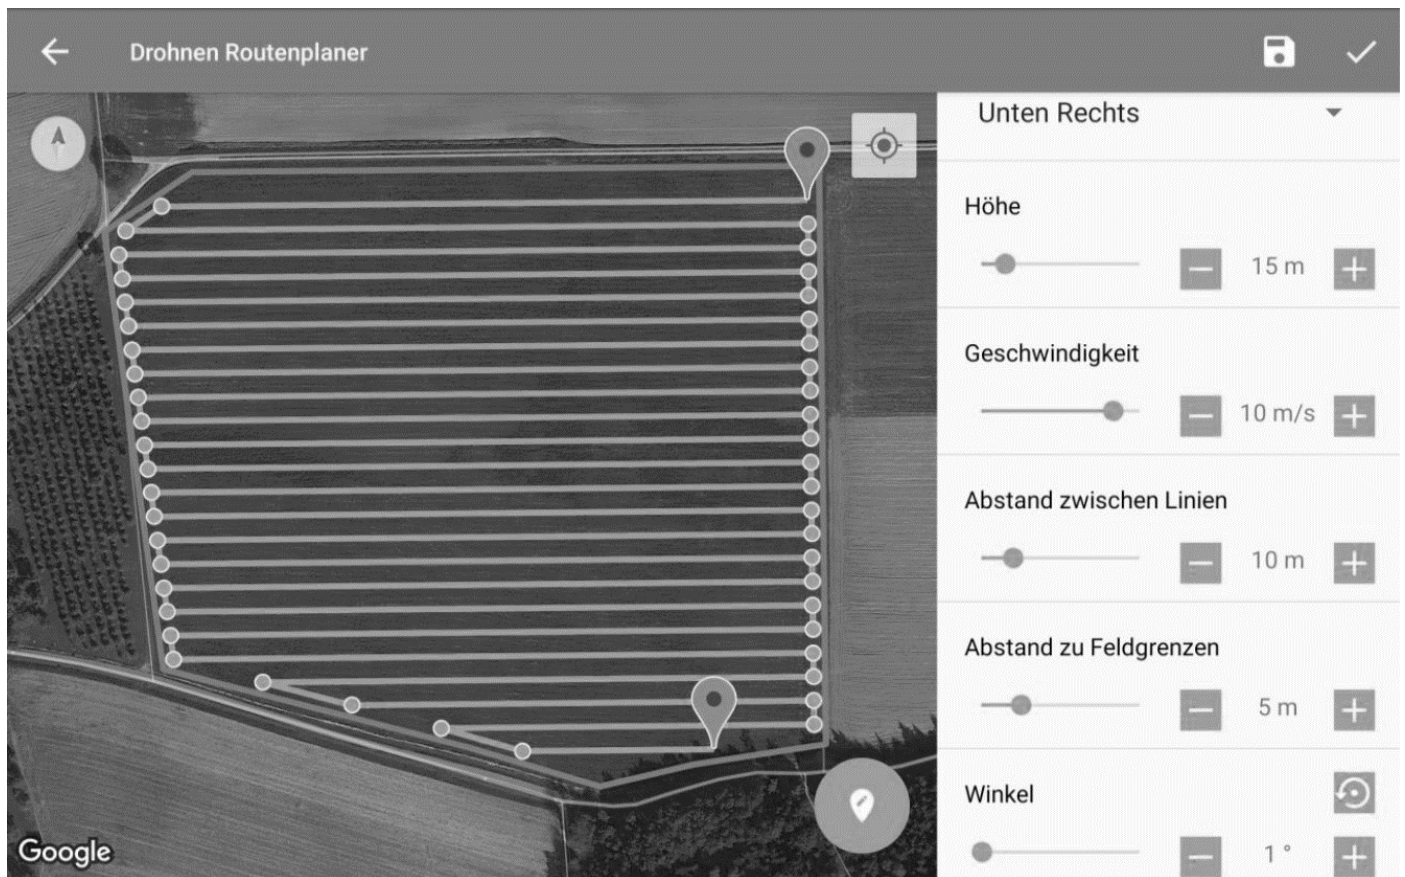 Drohnen Routenplaner
Unten Rechts
Höhe
15 m
Geschwindigkeit
10 m/s
Abstand zwischen Linien
10 m
Abstand zu Feldgrenzen
5 m
Winkel
1 °
Google